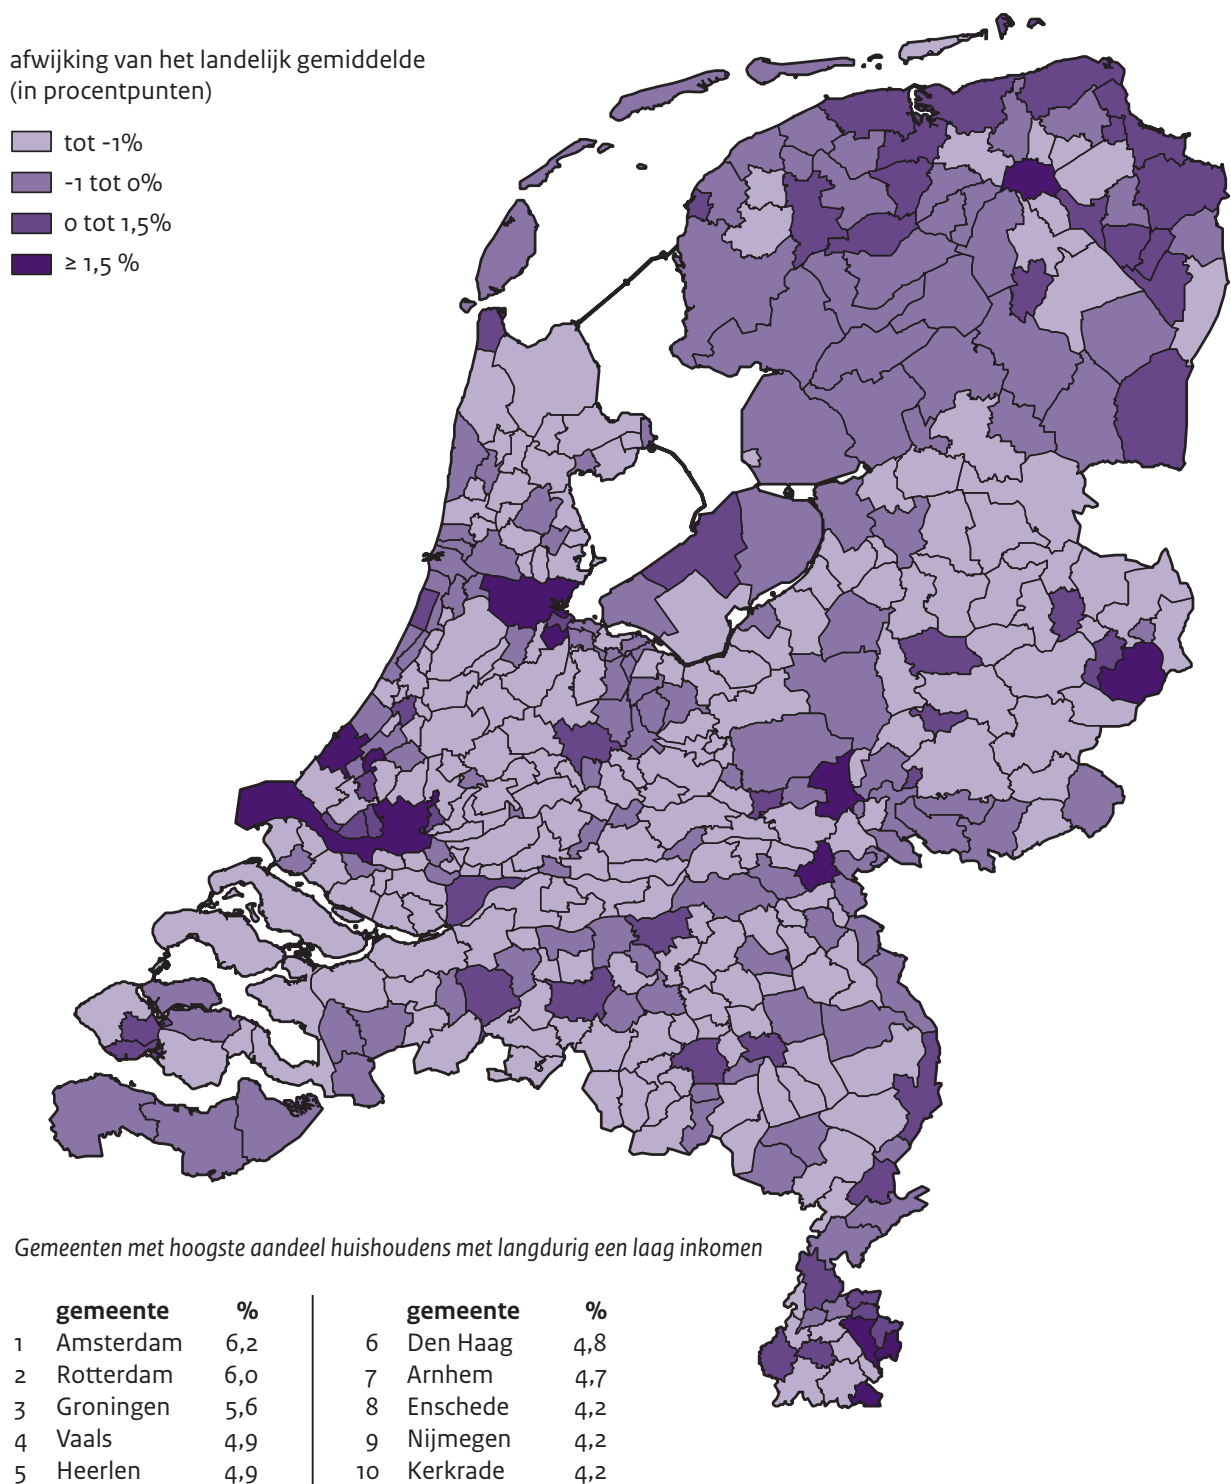 afwijking van het landelijk gemiddelde
(in procentpunten)
tot -1%
-1 tot 0%
0 tot 1,5%
≥ 1,5 %
Gemeenten met hoogste aandeel huishoudens met langdurig een laag inkomen
gemeente % gemeente %
1 Amsterdam 6,2 6 Den Haag 4,8
2 Rotterdam 6,0 7 Arnhem 4,7
3 Groningen 5,6 8 Enschede 4,2
4 Vaals 4,9 9 Nijmegen 4,2
5 Heerlen 4,9 10 Kerkrade 4,2